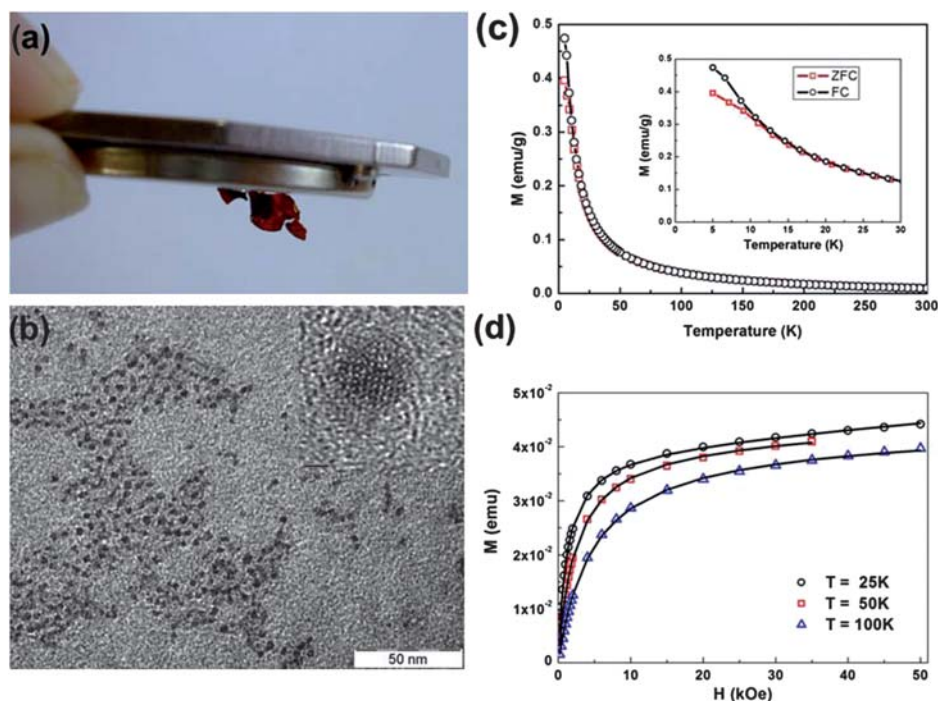 (a)
(b)
50 nm
(c)
0.5
0.4
0.3
0.2
0.1
0.0
M (emu/g)
0
50
100
150
200
250
300
Temperature (K)
0.5
0.4
0.3
0.2
0.1
0.0
M (emu/g)
ZFC
FC
0
5
10
15
20
25
30
Temperature (K)
(d)
5x10⁻²
4x10⁻²
3x10⁻²
2x10⁻²
1x10⁻²
0
M (emu)
T = 25K
T = 50K
T = 100K
0
10
20
30
40
50
H (kOe)